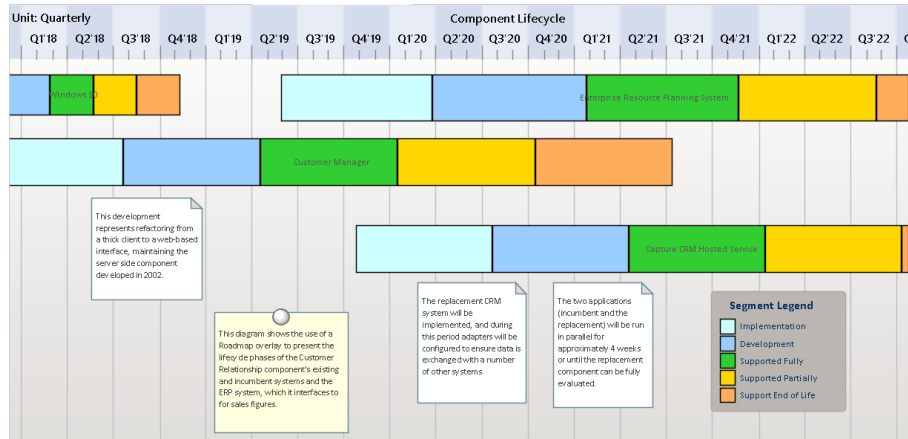 Unit: Quarterly
Component Lifecycle
Q1'18 Q2'18 Q3'18 Q4'18 Q1'19 Q2'19 Q3'19 Q4'19 Q1'20 Q2'20 Q3'20 Q4'20 Q1'21 Q2'21 Q3'21 Q4'21 Q1'22 Q2'22 Q3'22 Q
Windows 10
Enterprise Resource Planning System
Customer Manager
Capture CRM Hosted Service
This development
represents refactoring from
a thick client to a web-based
interface, maintaining the
server side component
developed in 2002.
This diagram shows the use of a
Roadmap overlay to present the
lifecycle phases of the Customer
Relationship component's existing
and incumbent systems and the
ERP system, which it interfaces to
for sales figures.
The replacement CRM
system will be
implemented, and during
this period adapters will be
configured to ensure data is
exchanged with a number
of other systems.
The two applications
(incumbent and the
replacement) will be run
in parallel for
approximately 4 weeks
or until the replacement
component can be fully
evaluated.
Segment Legend
Implementation
Development
Supported Fully
Supported Partially
Support End of Life